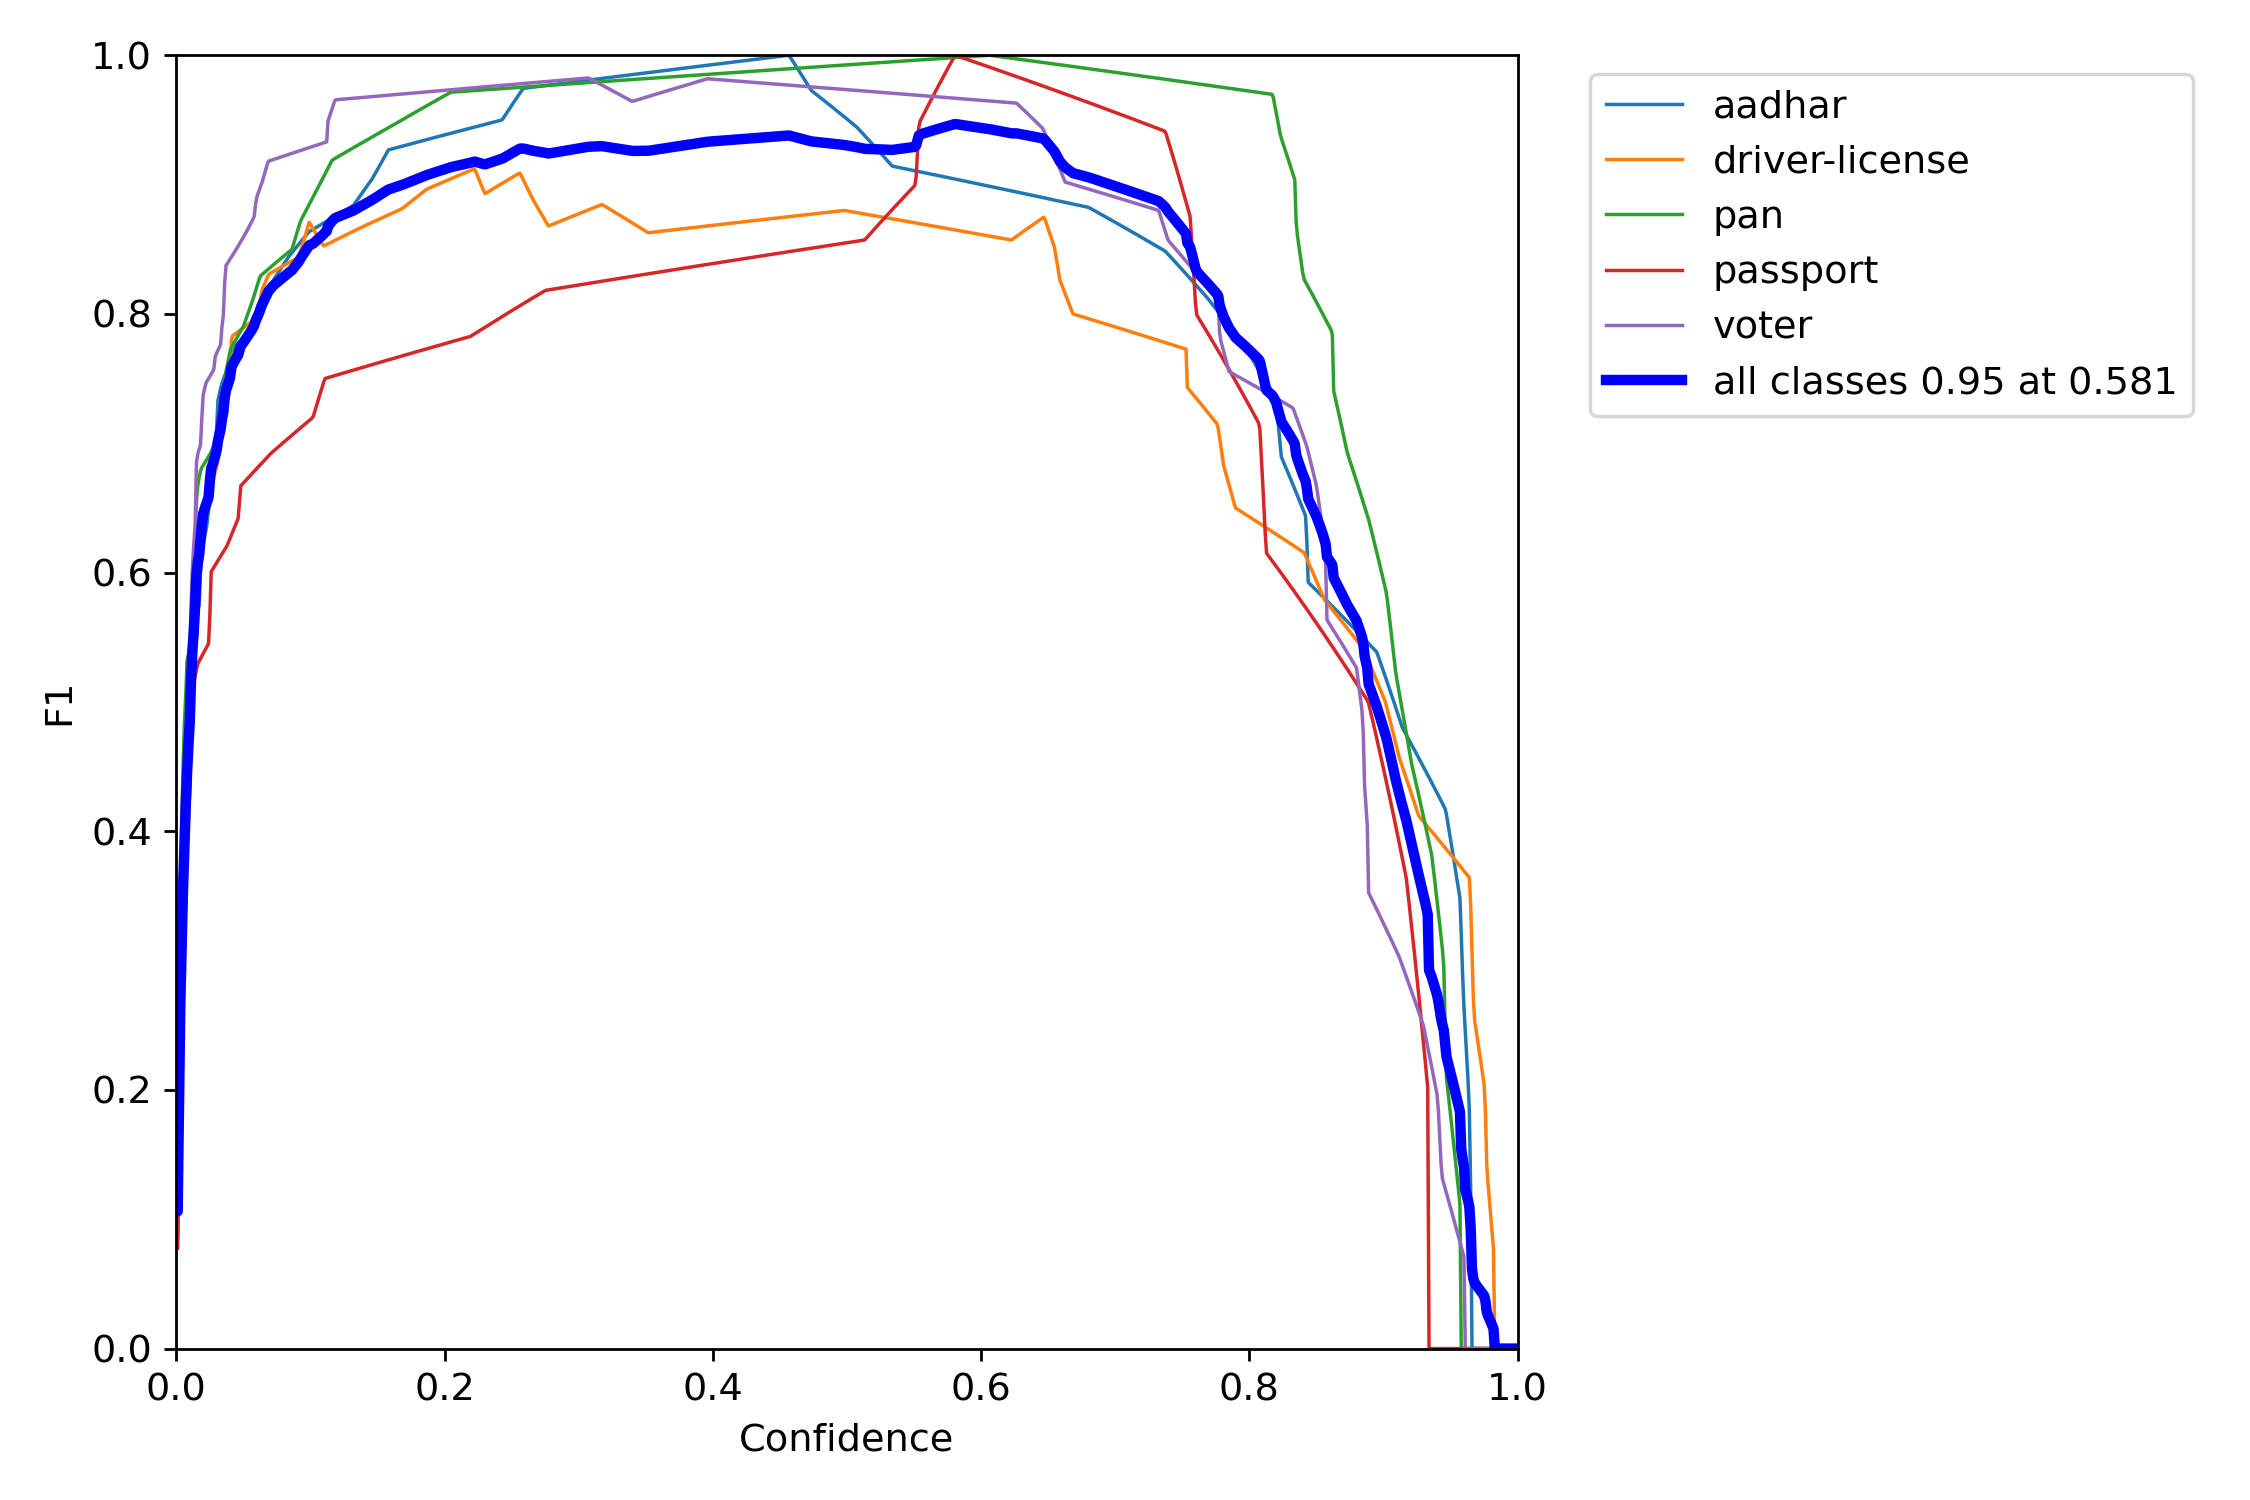 1.0
0.8
0.6
0.4
0.2
0.0
F1
0.0 0.2 0.4 0.6 0.8 1.0
Confidence
aadhar
driver-license
pan
passport
voter
all classes 0.95 at 0.581